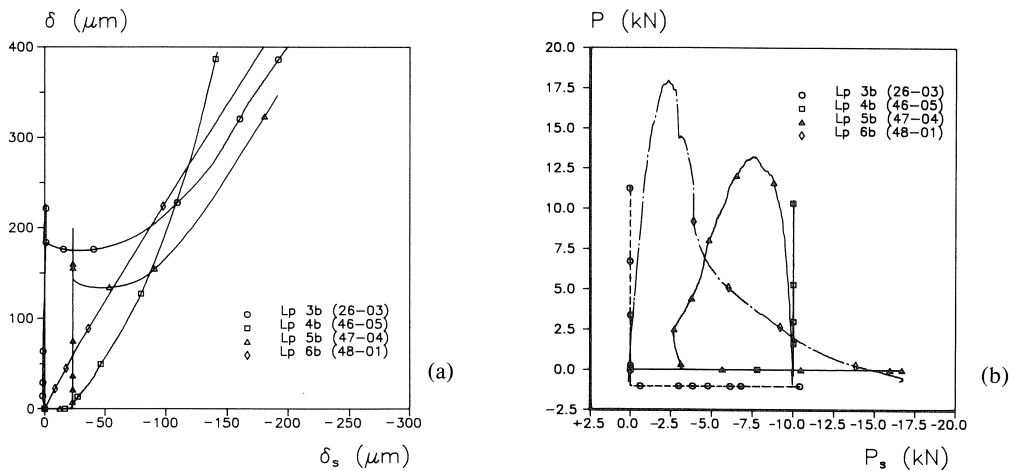 δ (μm)
400
300
200
100
0
0
-50
-100
-150
-200
-250
-300
δs (μm)
Lp 3b (26-03)
Lp 4b (46-05)
Lp 5b (47-04)
Lp 6b (48-01)
(a)
P (kN)
20.0
17.5
15.0
12.5
10.0
7.5
5.0
2.5
0.0
-2.5
+2.5
0.0
-2.5
-5.0
-7.5
-10.0
-12.5
-15.0
-17.5
-20.0
Ps (kN)
Lp 3b (26-03)
Lp 4b (46-05)
Lp 5b (47-04)
Lp 6b (48-01)
(b)